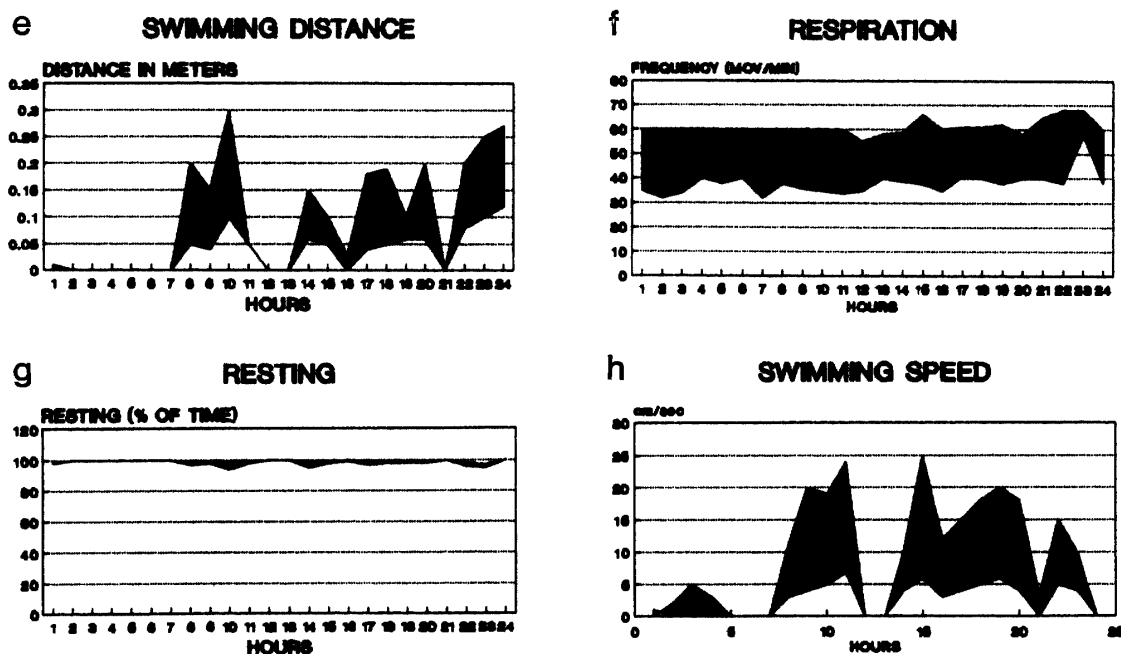 e SWIMMING DISTANCE
DISTANCE IN METERS
0.35
0.3
0.25
0.2
0.15
0.1
0.05
0
1 2 3 4 5 6 7 8 9 10 11 12 13 14 15 16 17 18 19 20 21 22 23 24
HOURS
f RESPIRATION
FREQUENCY (MOV/MIN)
80
70
60
50
40
30
20
10
0
1 2 3 4 5 6 7 8 9 10 11 12 13 14 15 16 17 18 19 20 21 22 23 24
HOURS
g RESTING
RESTING (% OF TIME)
120
100
80
60
40
20
0
1 2 3 4 5 6 7 8 9 10 11 12 13 14 15 16 17 18 19 20 21 22 23 24
HOURS
h SWIMMING SPEED
cm/sec
30
25
20
15
10
5
0
0 5 10 15 20 25
HOURS